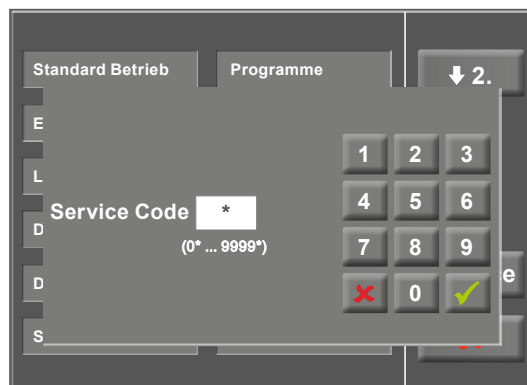 Standard Betrieb
Programme
2.
E
L
D
D
S
Service Code *
(0* ... 9999*)
1 2 3
4 5 6
7 8 9
0
e